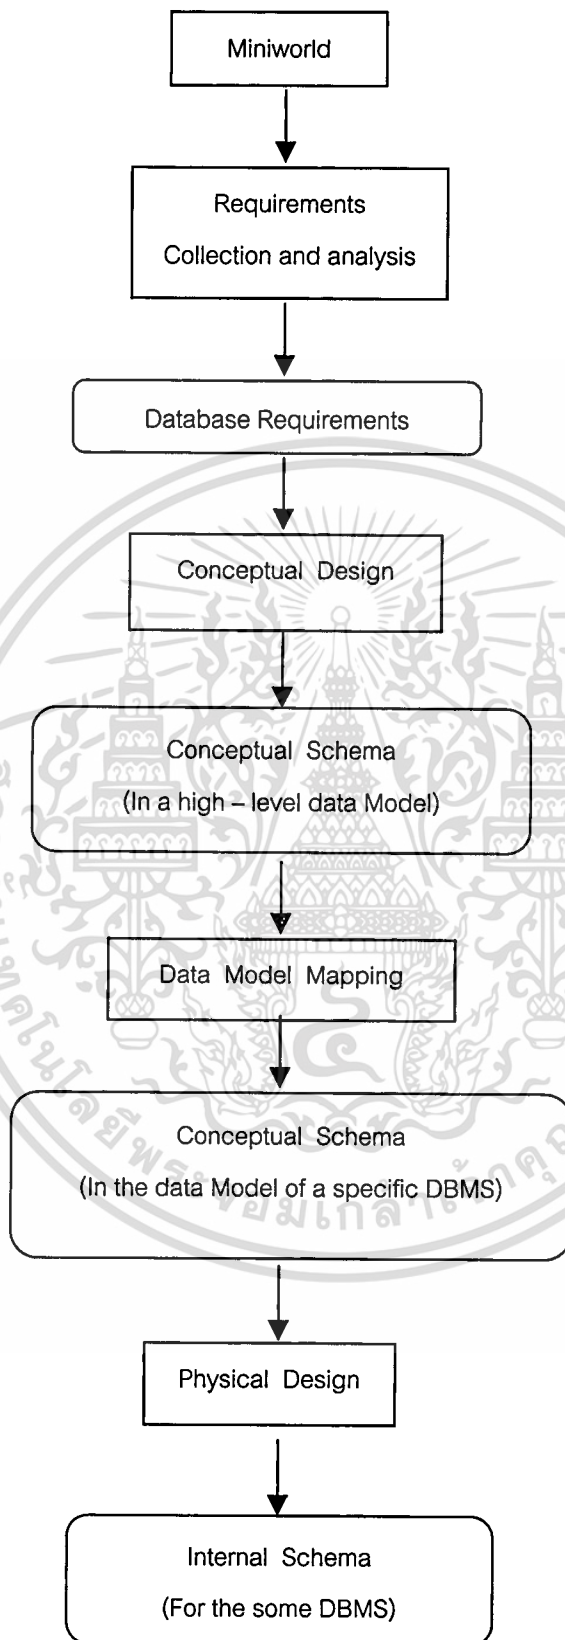 Miniworld
Requirements
Collection and analysis
Database Requirements
Conceptual Design
Conceptual Schema
(In a high – level data Model)
Data Model Mapping
Conceptual Schema
(In the data Model of a specific DBMS)
Physical Design
Internal Schema
(For the some DBMS)